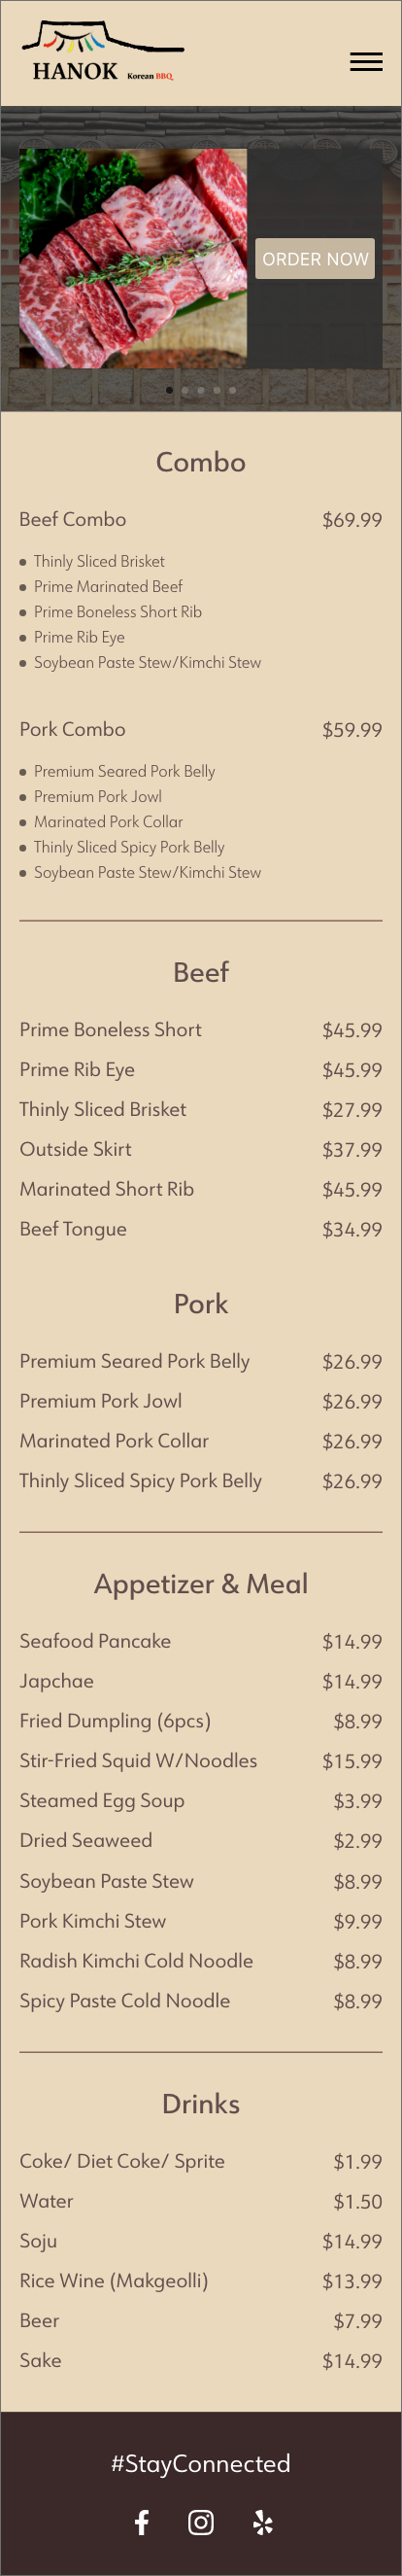 HANOK Korean BBQ
ORDER NOW
Combo
Beef Combo $69.99
Thinly Sliced Brisket
Prime Marinated Beef
Prime Boneless Short Rib
Prime Rib Eye
Soybean Paste Stew/Kimchi Stew
Pork Combo $59.99
Premium Seared Pork Belly
Premium Pork Jowl
Marinated Pork Collar
Thinly Sliced Spicy Pork Belly
Soybean Paste Stew/Kimchi Stew
Beef
Prime Boneless Short $45.99
Prime Rib Eye $45.99
Thinly Sliced Brisket $27.99
Outside Skirt $37.99
Marinated Short Rib $45.99
Beef Tongue $34.99
Pork
Premium Seared Pork Belly $26.99
Premium Pork Jowl $26.99
Marinated Pork Collar $26.99
Thinly Sliced Spicy Pork Belly $26.99
Appetizer & Meal
Seafood Pancake $14.99
Japchae $14.99
Fried Dumpling (6pcs) $8.99
Stir-Fried Squid W/Noodles $15.99
Steamed Egg Soup $3.99
Dried Seaweed $2.99
Soybean Paste Stew $8.99
Pork Kimchi Stew $9.99
Radish Kimchi Cold Noodle $8.99
Spicy Paste Cold Noodle $8.99
Drinks
Coke/ Diet Coke/ Sprite $1.99
Water $1.50
Soju $14.99
Rice Wine (Makgeolli) $13.99
Beer $7.99
Sake $14.99
#StayConnected